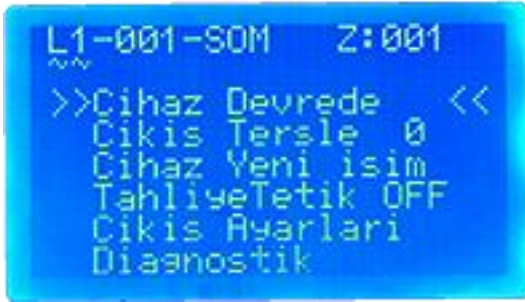 L1-001-SOM Z:001
~~
>>Cihaz Devrede <<
Cikis Tersle 0
Cihaz Yeni isim
TahliyeTetik OFF
Cikis Ayarlari
Diagnostik